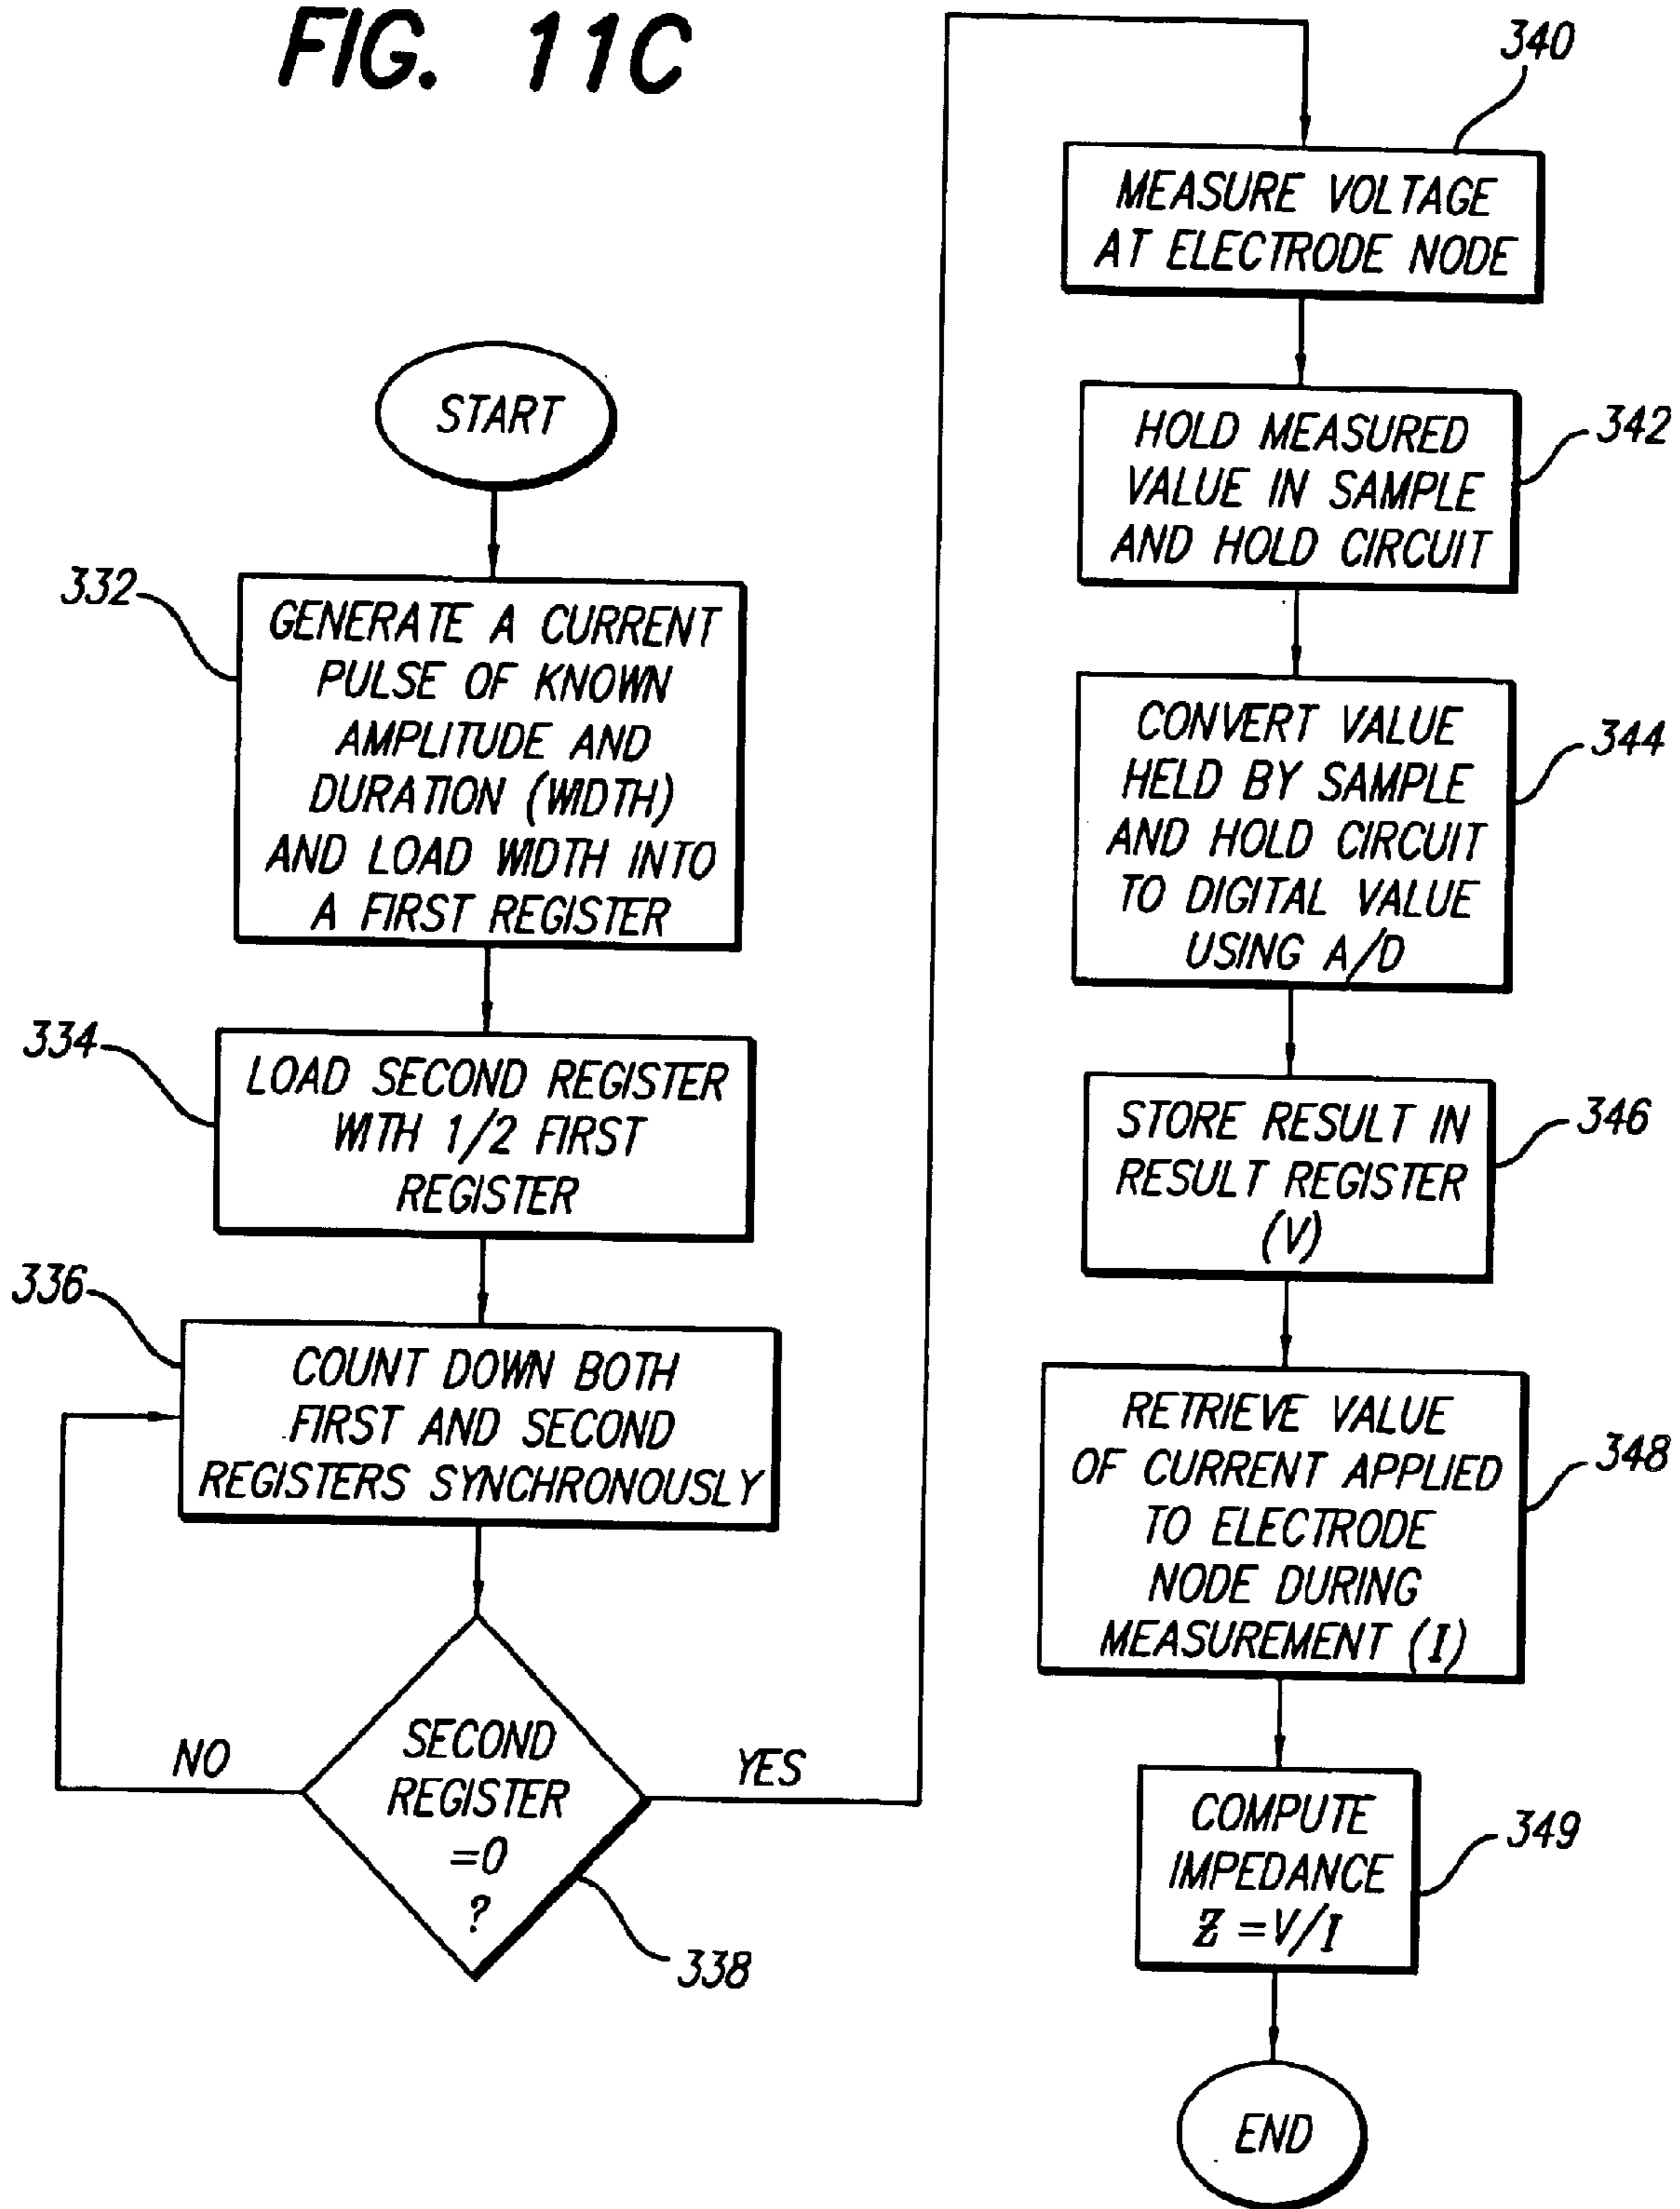 FIG. 11C
START
332
GENERATE A CURRENT
PULSE OF KNOWN
AMPLITUDE AND
DURATION (WIDTH)
AND LOAD WIDTH INTO
A FIRST REGISTER
334
LOAD SECOND REGISTER
WITH 1/2 FIRST
REGISTER
336
COUNT DOWN BOTH
FIRST AND SECOND
REGISTERS SYNCHRONOUSLY
NO
SECOND
REGISTER
=0
?
YES
338
340
MEASURE VOLTAGE
AT ELECTRODE NODE
HOLD MEASURED
VALUE IN SAMPLE
AND HOLD CIRCUIT
342
CONVERT VALUE
HELD BY SAMPLE
AND HOLD CIRCUIT
TO DIGITAL VALUE
USING A/D
344
STORE RESULT IN
RESULT REGISTER
(V)
346
RETRIEVE VALUE
OF CURRENT APPLIED
TO ELECTRODE
NODE DURING
MEASUREMENT (I)
348
COMPUTE
IMPEDANCE
Z = V/I
349
END